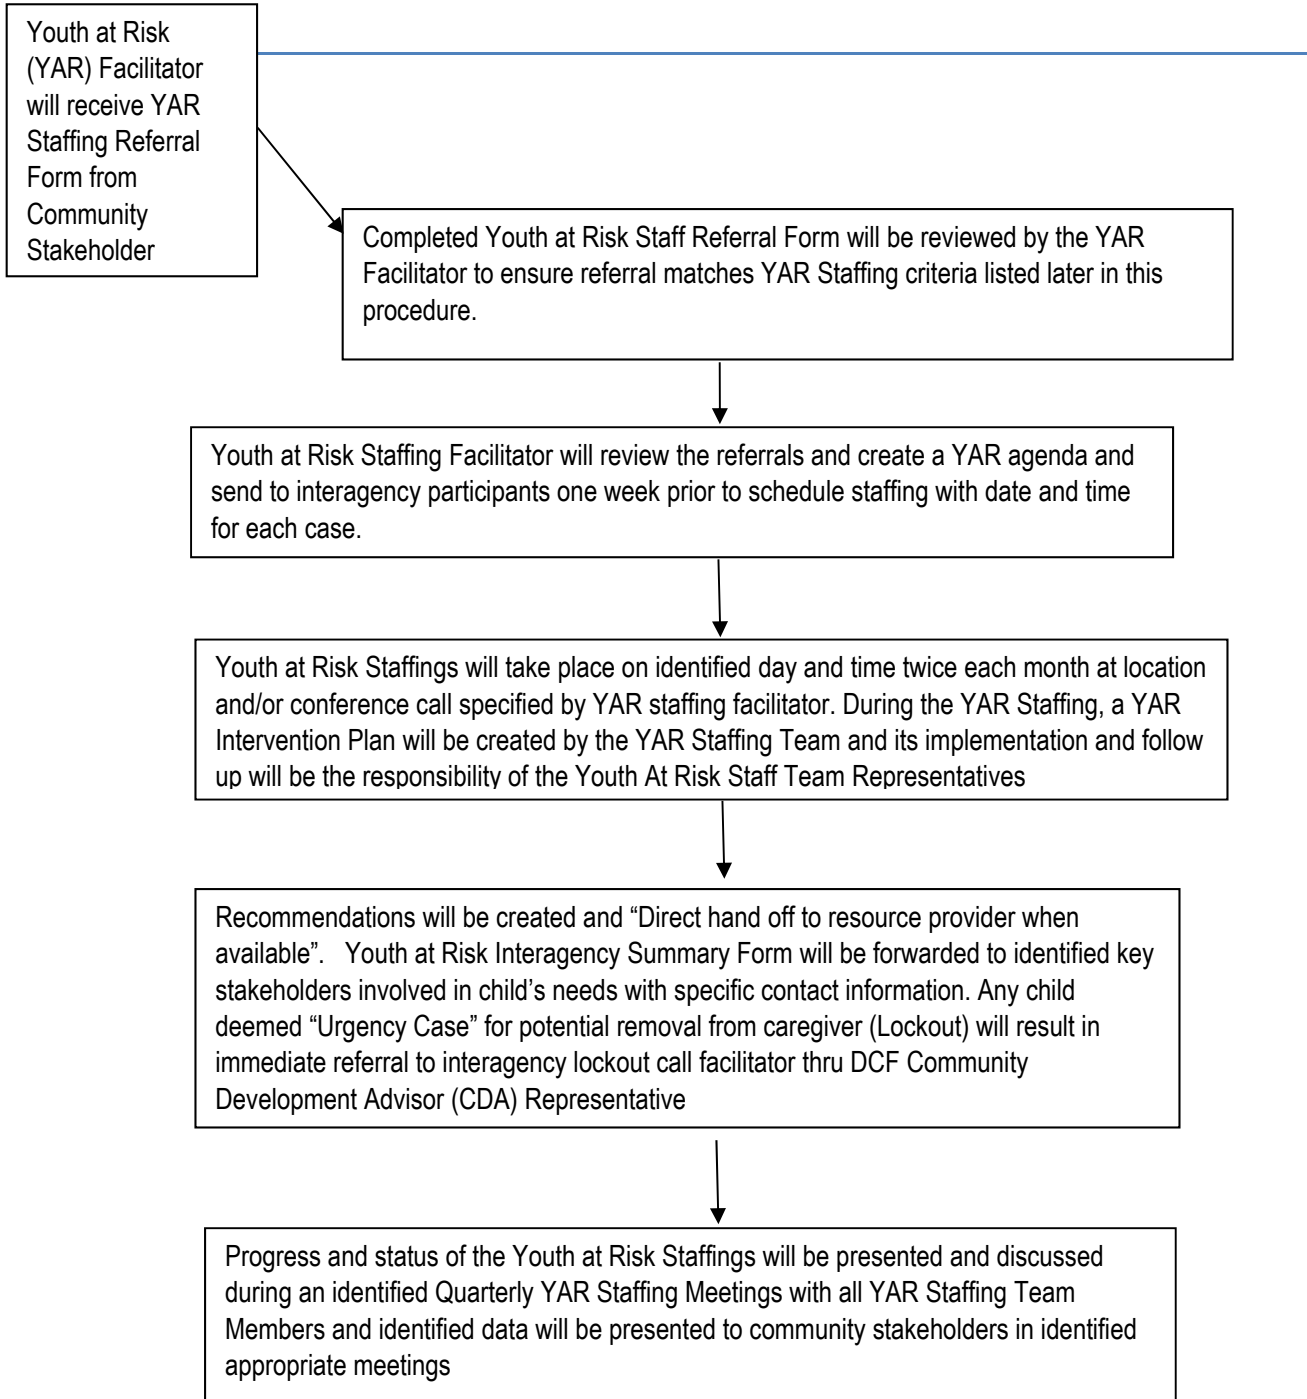 Youth at Risk
(YAR) Facilitator
will receive YAR
Staffing Referral
Form from
Community
Stakeholder
Completed Youth at Risk Staff Referral Form will be reviewed by the YAR
Facilitator to ensure referral matches YAR Staffing criteria listed later in this
procedure.
Youth at Risk Staffing Facilitator will review the referrals and create a YAR agenda and
send to interagency participants one week prior to schedule staffing with date and time
for each case.
Youth at Risk Staffings will take place on identified day and time twice each month at location
and/or conference call specified by YAR staffing facilitator. During the YAR Staffing, a YAR
Intervention Plan will be created by the YAR Staffing Team and its implementation and follow
up will be the responsibility of the Youth At Risk Staff Team Representatives
Recommendations will be created and “Direct hand off to resource provider when
available”.   Youth at Risk Interagency Summary Form will be forwarded to identified key
stakeholders involved in child’s needs with specific contact information. Any child
deemed “Urgency Case” for potential removal from caregiver (Lockout) will result in
immediate referral to interagency lockout call facilitator thru DCF Community
Development Advisor (CDA) Representative
Progress and status of the Youth at Risk Staffings will be presented and discussed
during an identified Quarterly YAR Staffing Meetings with all YAR Staffing Team
Members and identified data will be presented to community stakeholders in identified
appropriate meetings